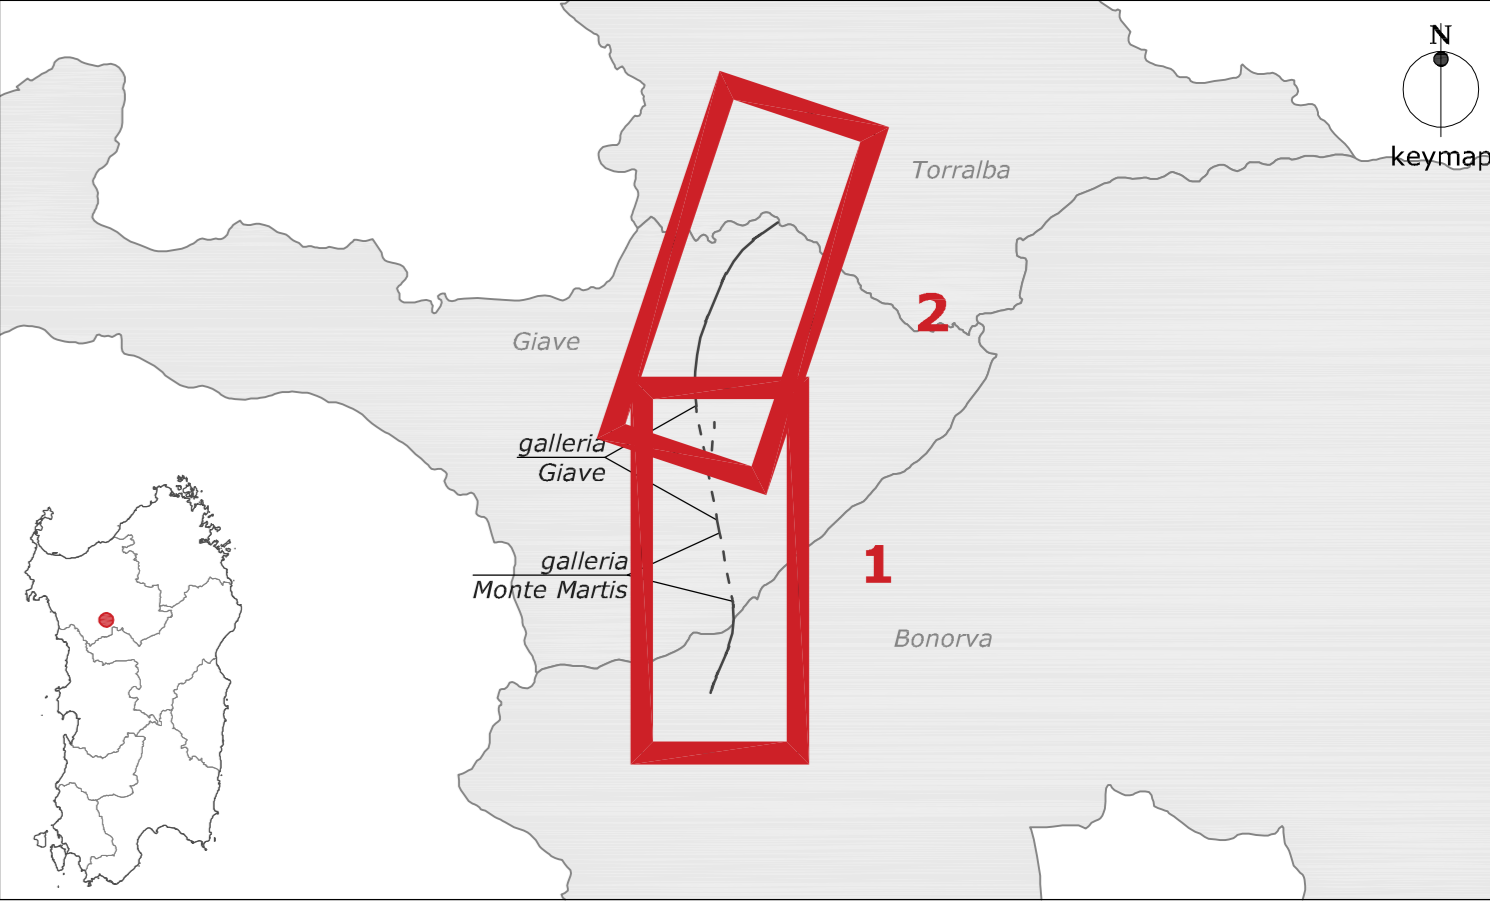 N
keymap
Torralba
2
Giave
galleria
Giave
galleria
Monte Martis
1
Bonorva